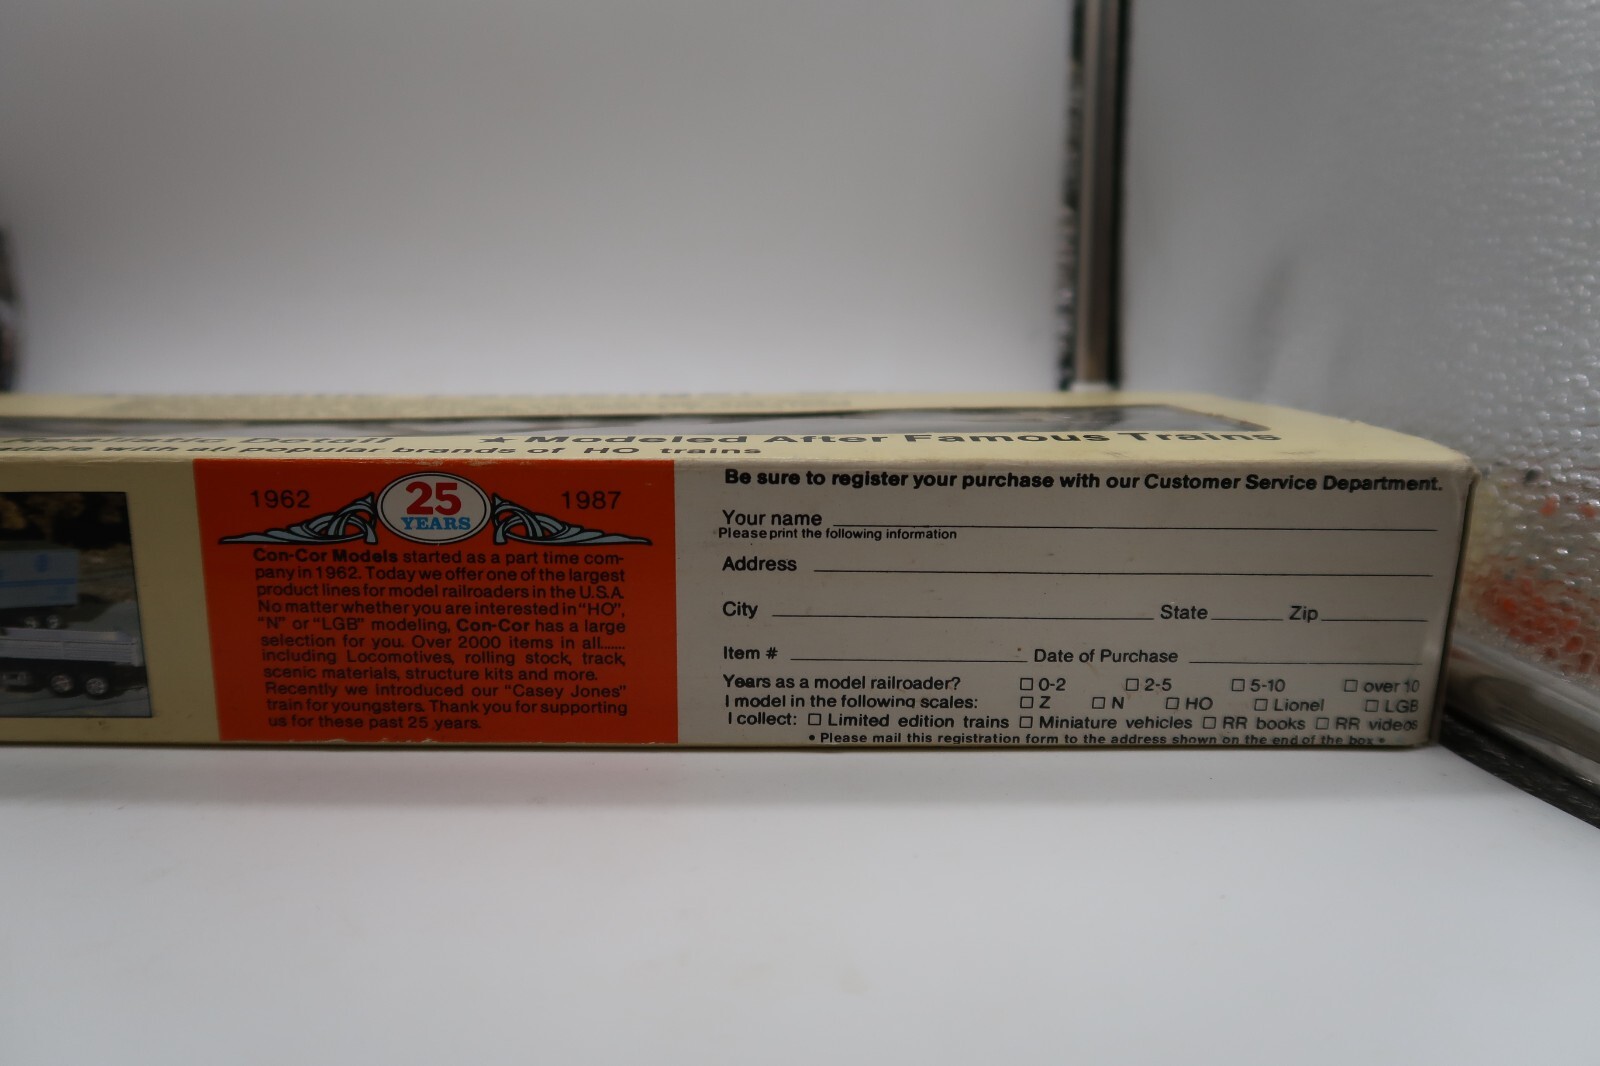 Realistic Detail ★ Modeled After Famous Trains
with all popular brands of HO trains
1962 25 YEARS 1987
Con-Cor Models started as a part time com-
pany in 1962. Today we offer one of the largest
product lines for model railroaders in the U.S.A.
No matter whether you are interested in "HO",
"N" or "LGB" modeling, Con-Cor has a large
selection for you. Over 2000 items in all......
including Locomotives, rolling stock, track,
scenic materials, structure kits and more.
Recently we introduced our "Casey Jones"
train for youngsters. Thank you for supporting
us for these past 25 years.
Be sure to register your purchase with our Customer Service Department.
Your name
Please print the following information
Address
City State Zip
Item # Date of Purchase
Years as a model railroader? □ 0-2 □ 2-5 □ 5-10 □ over 10
I model in the following scales: □ Z □ N □ HO □ Lionel □ LGB
I collect: □ Limited edition trains □ Miniature vehicles □ RR books □ RR videos
• Please mail this registration form to the address shown on the end of the box •